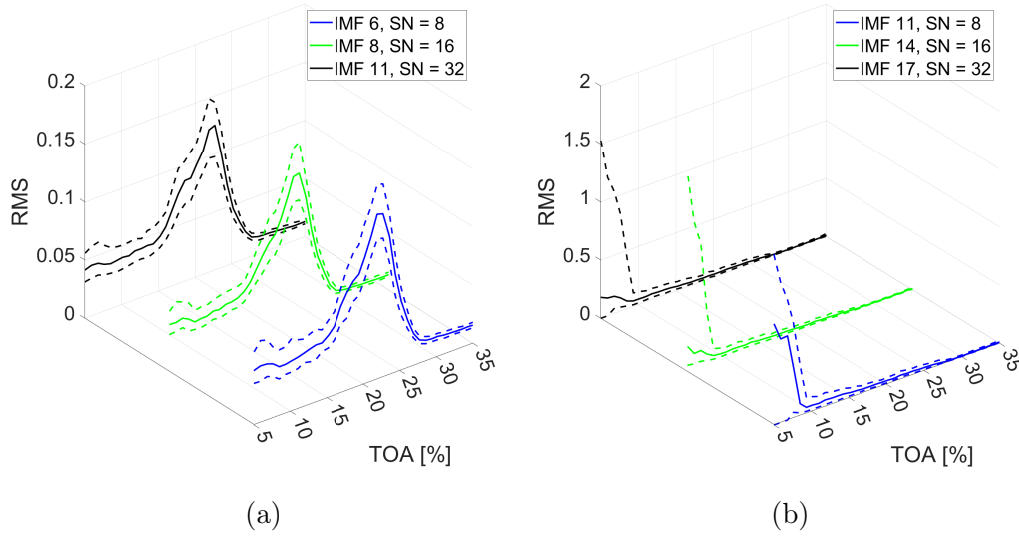 IMF 6, SN = 8
IMF 8, SN = 16
IMF 11, SN = 32
0.2
0.15
0.1
0.05
0
RMS
5
10
15
20
25
30
35
TOA [%]
(a)
IMF 11, SN = 8
IMF 14, SN = 16
IMF 17, SN = 32
2
1.5
1
0.5
0
RMS
5
10
15
20
25
30
35
TOA [%]
(b)